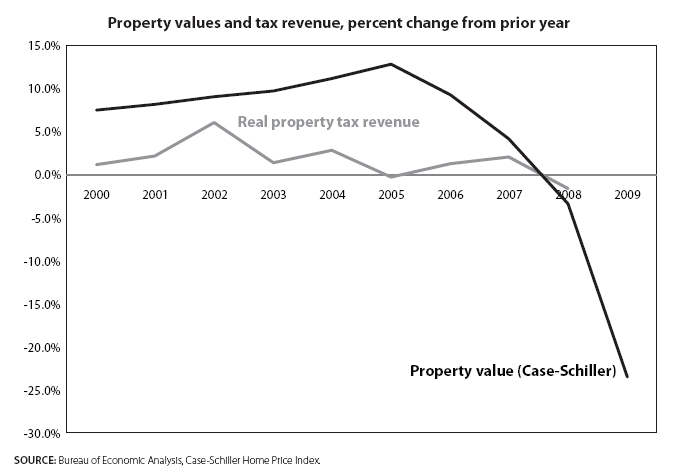 Property values and tax revenue, percent change from prior year
15.0%
10.0%
Real property tax revenue
5.0%
0.0%
2000 2001 2002 2003 2004 2005 2006 2007 2008 2009
-5.0%
-10.0%
-15.0%
-20.0%
Property value (Case-Schiller)
-25.0%
-30.0%
SOURCE: Bureau of Economic Analysis, Case-Schiller Home Price Index.